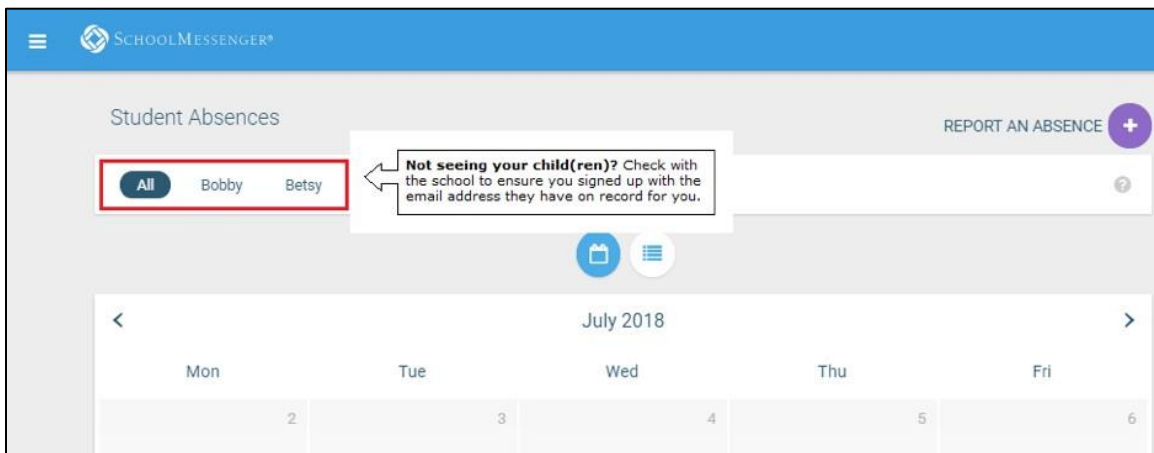 SCHOOLMESSENGER®
Student Absences
REPORT AN ABSENCE +
All Bobby Betsy
Not seeing your child(ren)? Check with
the school to ensure you signed up with the
email address they have on record for you.
?
< July 2018 >
Mon Tue Wed Thu Fri
2 3 4 5 6